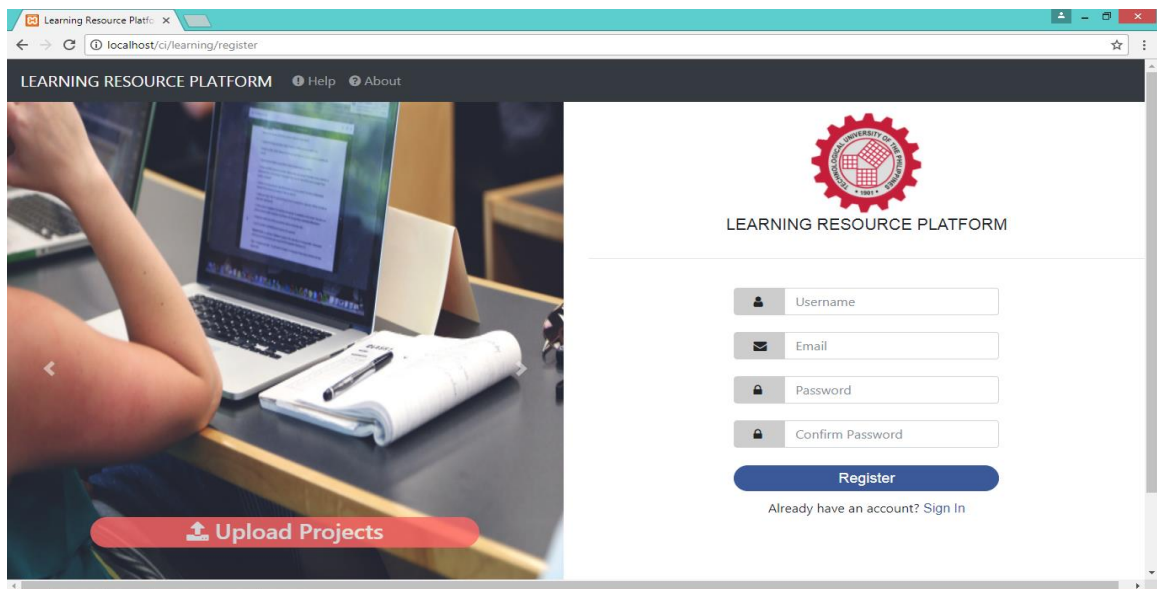 Learning Resource Platfo
localhost/ci/learning/register
LEARNING RESOURCE PLATFORM Help About
TECHNOLOGICAL UNIVERSITY OF THE PHILIPPINES
1901
LEARNING RESOURCE PLATFORM
Username
Email
Password
Confirm Password
Register
Already have an account? Sign In
Upload Projects